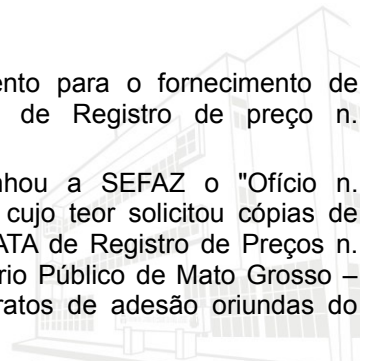 ento para o fornecimento de
de Registro de preço n.
nhou a SEFAZ o "Ofício n.
cujo teor solicitou cópias de
ATA de Registro de Preços n.
rio Público de Mato Grosso –
ratos de adesão oriundas do